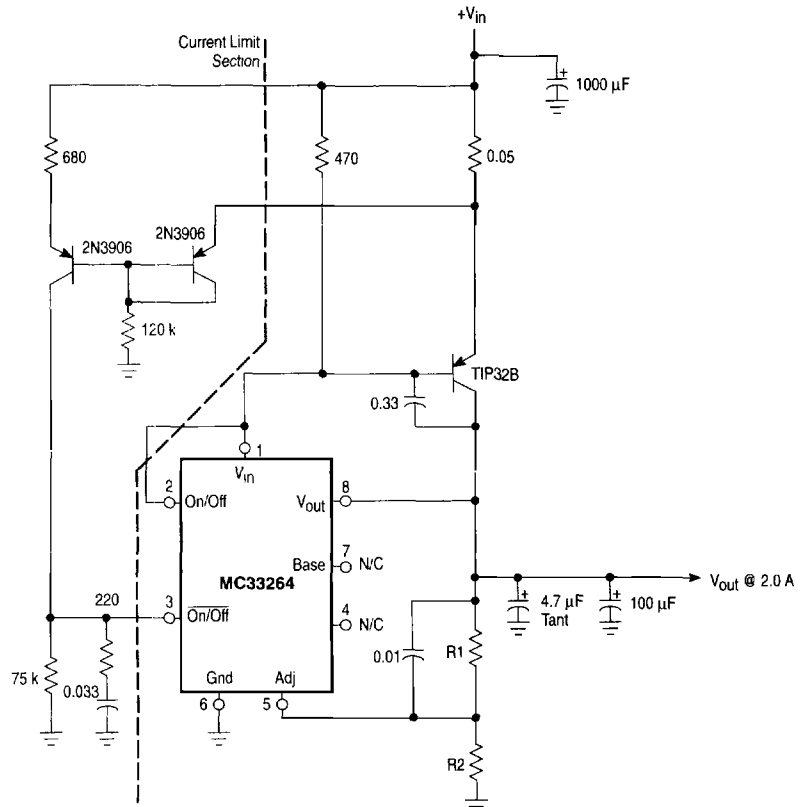 +Vin
Current Limit
Section
1000 µF
680
470
0.05
2N3906
2N3906
120 k
TIP32B
0.33
1
Vin
2
On/Off
Vout
8
Base
7
N/C
MC33264
Vout @ 2.0 A
220
3
On/Off
4
N/C
4.7 µF
Tant
100 µF
75 k
0.033
0.01
R1
Gnd
Adj
6
5
R2